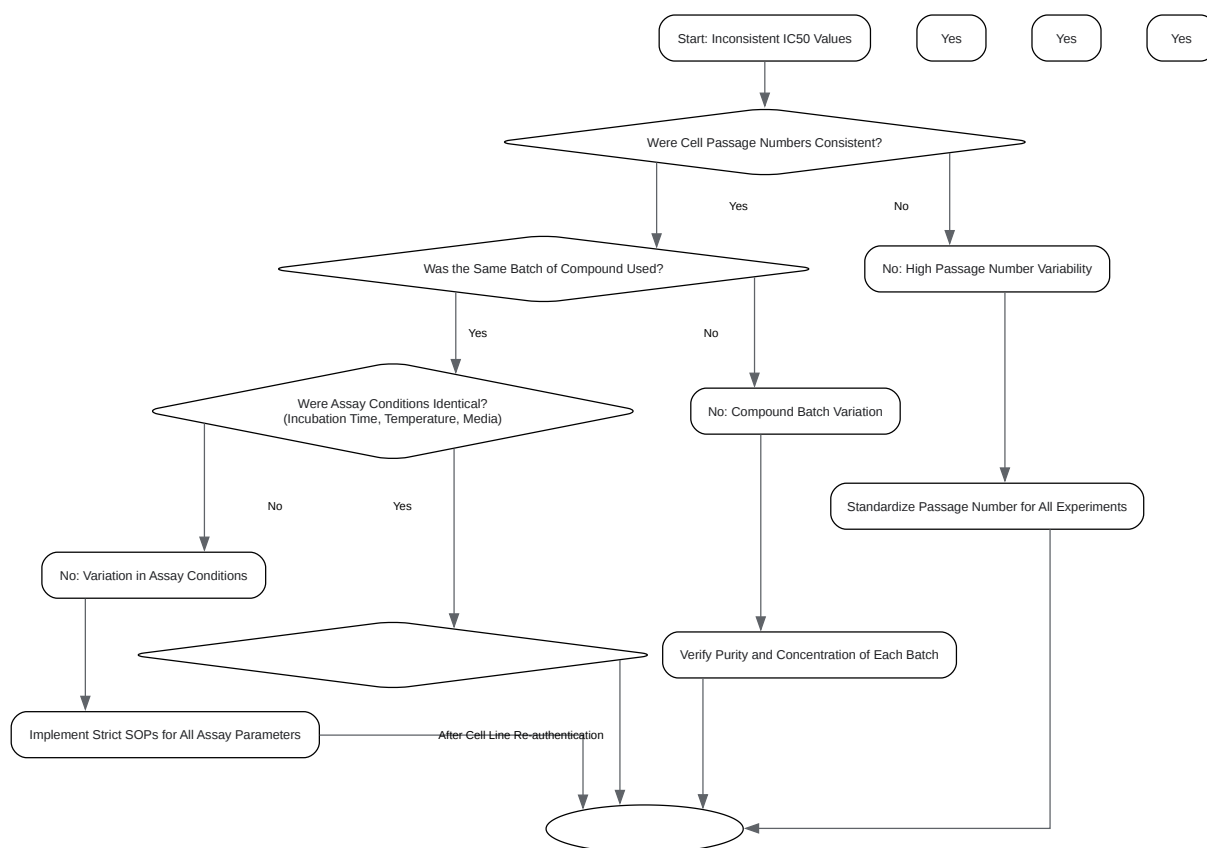 Start: Inconsistent IC50 Values
Yes
Yes
Yes
Were Cell Passage Numbers Consistent?
Yes
No
Was the Same Batch of Compound Used?
No: High Passage Number Variability
Yes
No
Were Assay Conditions Identical?
(Incubation Time, Temperature, Media)
No: Compound Batch Variation
No
Yes
Standardize Passage Number for All Experiments
No: Variation in Assay Conditions
Verify Purity and Concentration of Each Batch
Implement Strict SOPs for All Assay Parameters
After Cell Line Re-authentication